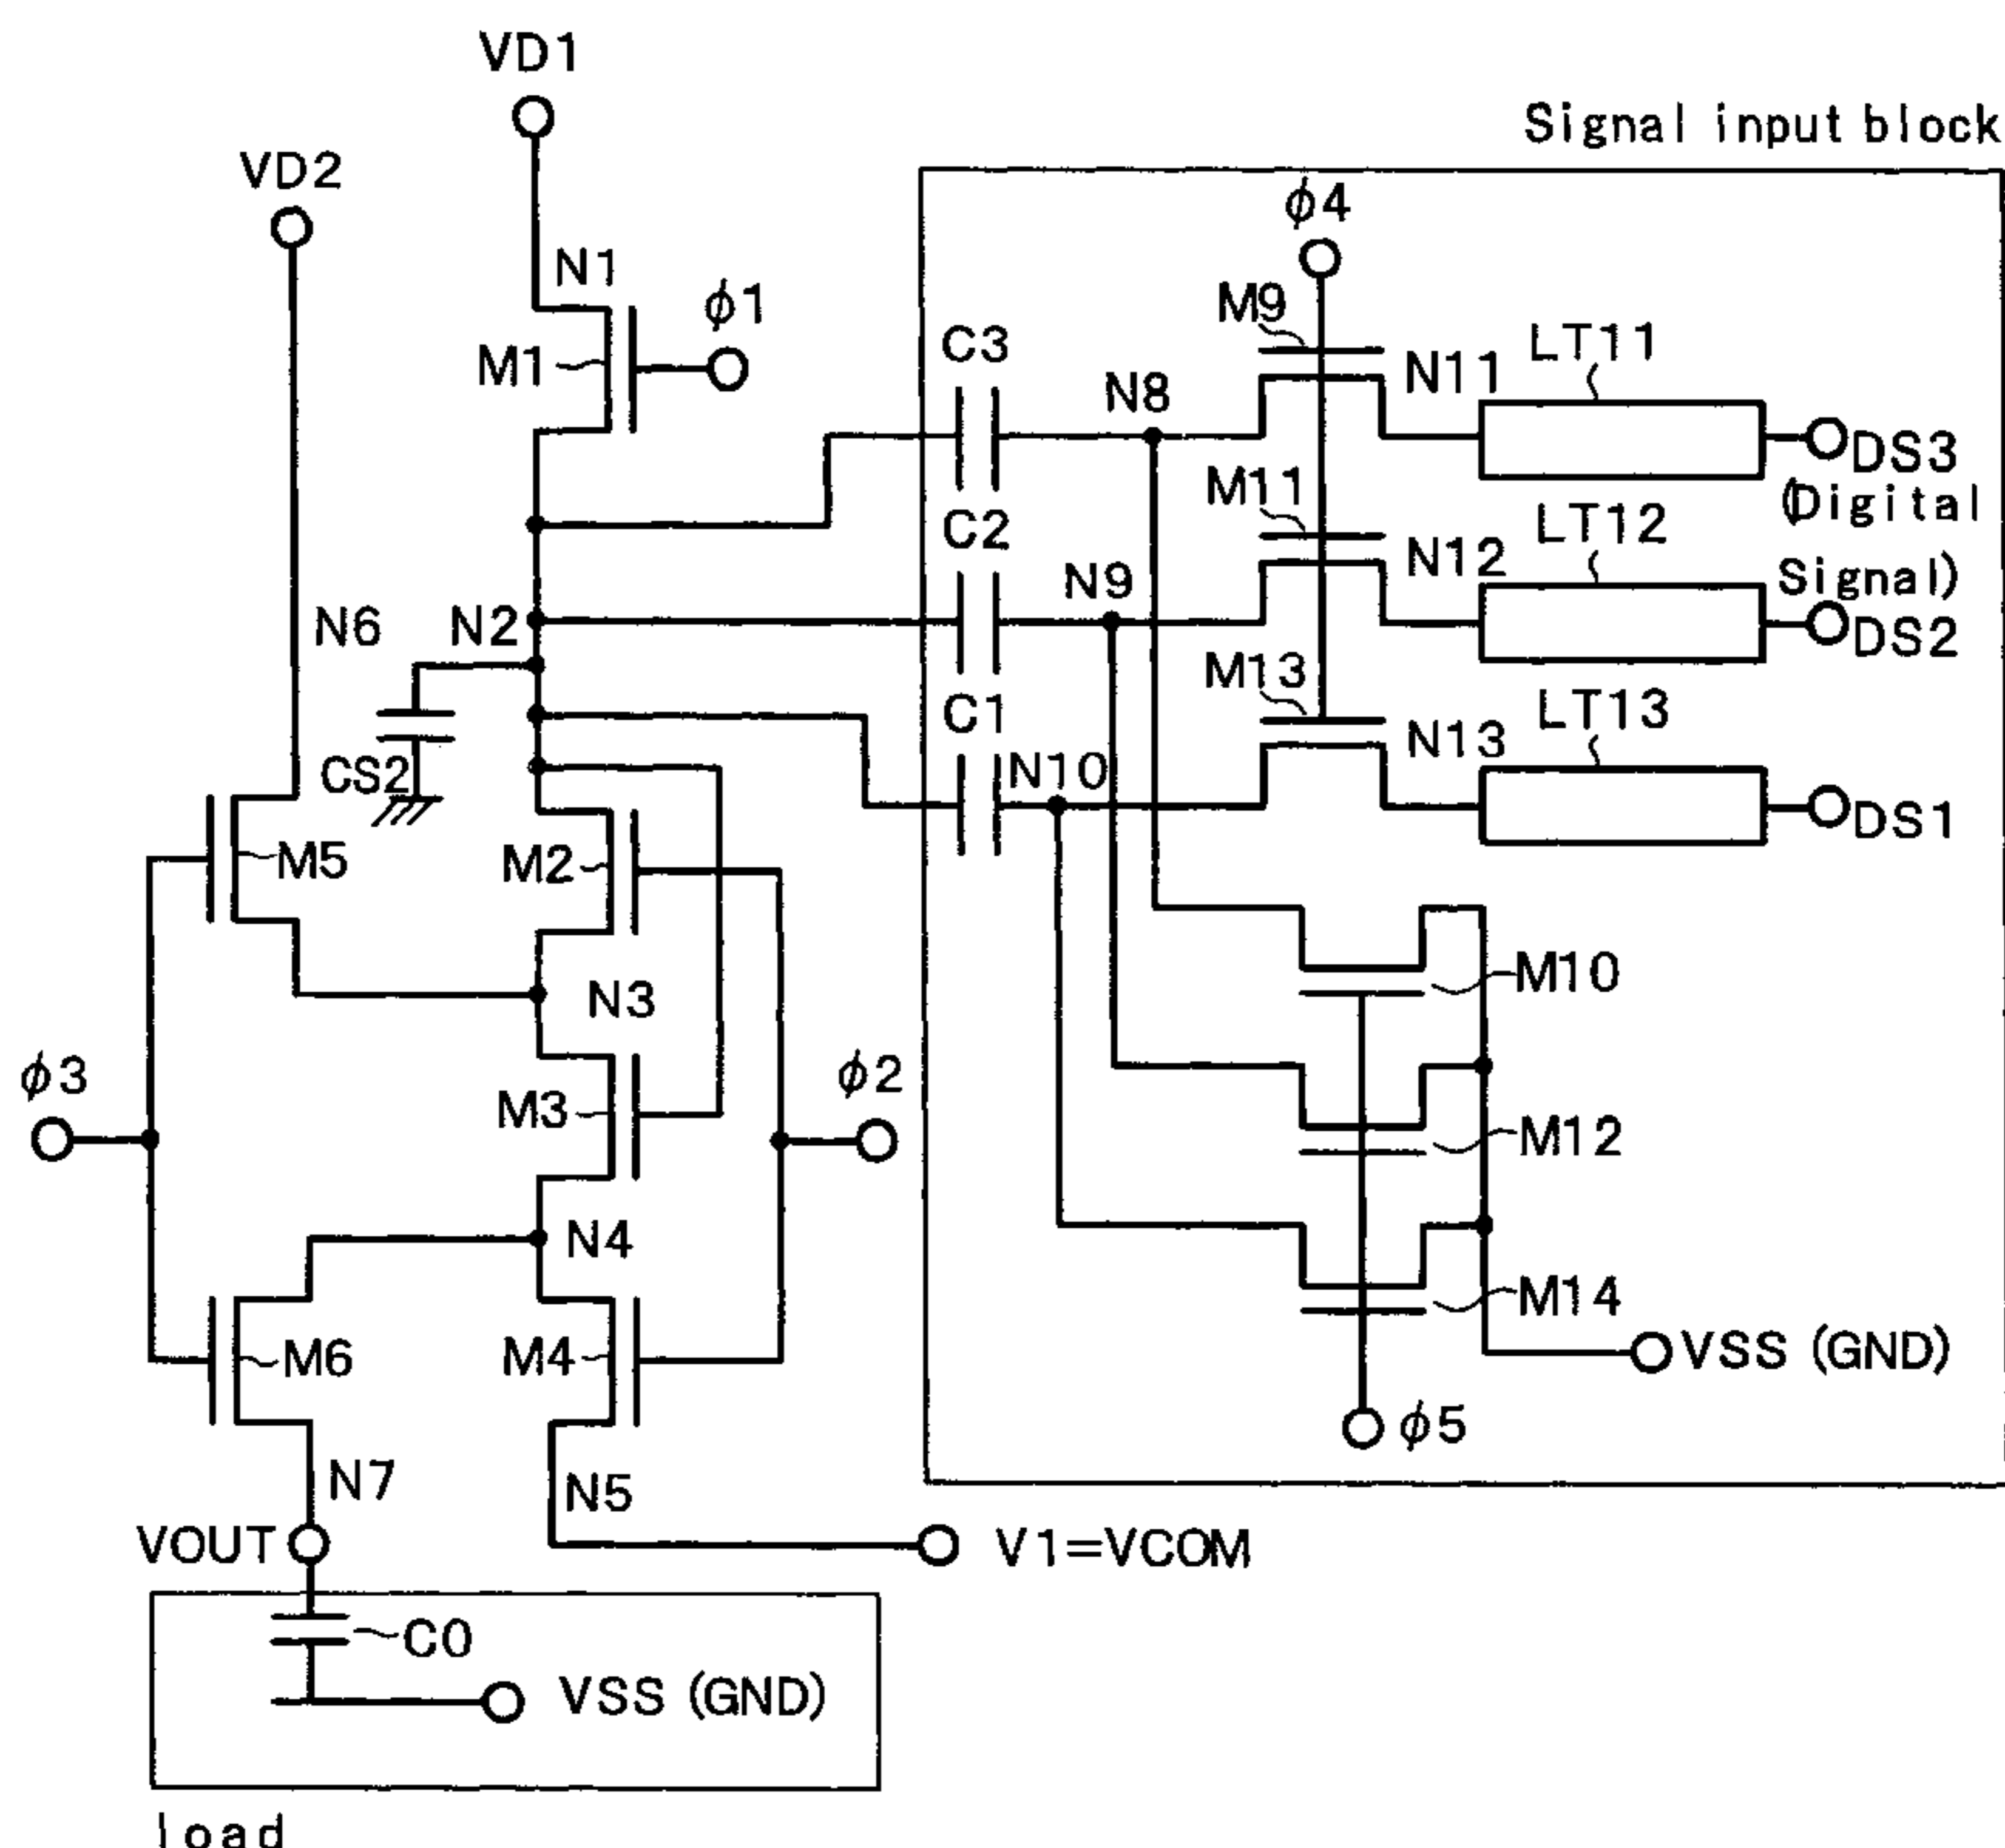 VD1
Signal input block
VD2
ϕ4
N1
ϕ1
M9
M1
C3
N8
N11
LT11
DS3
(Digital
Signal)
M11
C2
N9
N12
LT12
DS2
N6
N2
M13
C1
N10
N13
LT13
DS1
CS2
M5
M2
N3
M10
ϕ3
M3
ϕ2
M12
N4
M14
M6
M4
VSS (GND)
ϕ5
N7
N5
VOUT
V1=VCOM
C0
VSS (GND)
load